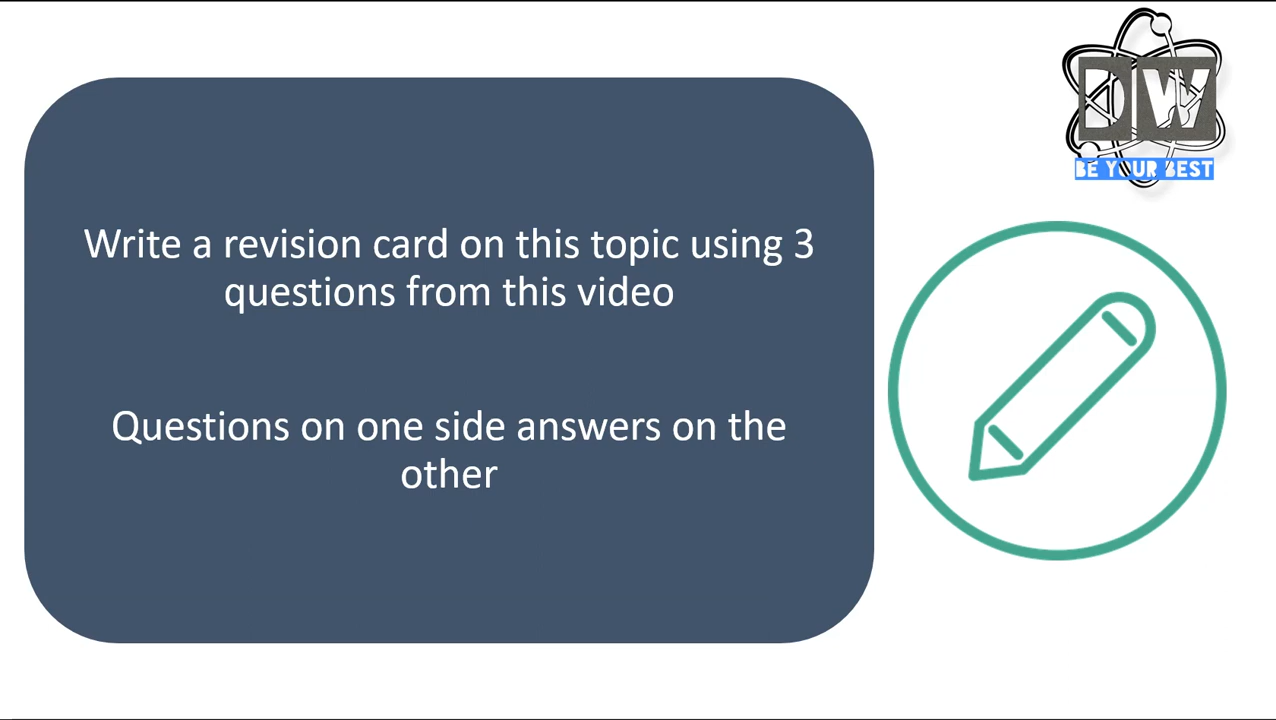 DW
BE YOUR BEST
Write a revision card on this topic using 3
questions from this video
Questions on one side answers on the
other